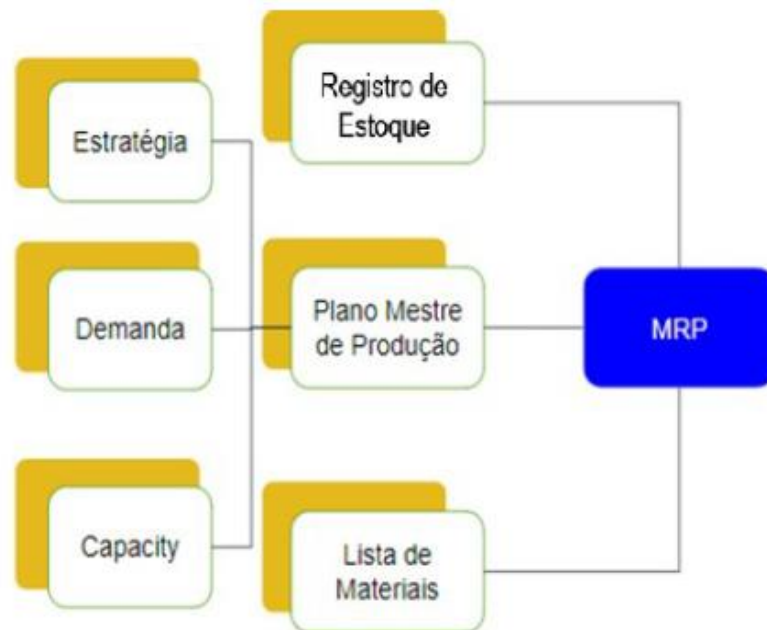 Estratégia
Demanda
Capacity
Registro de
Estoque
Plano Mestre
de Produção
Lista de
Materiais
MRP